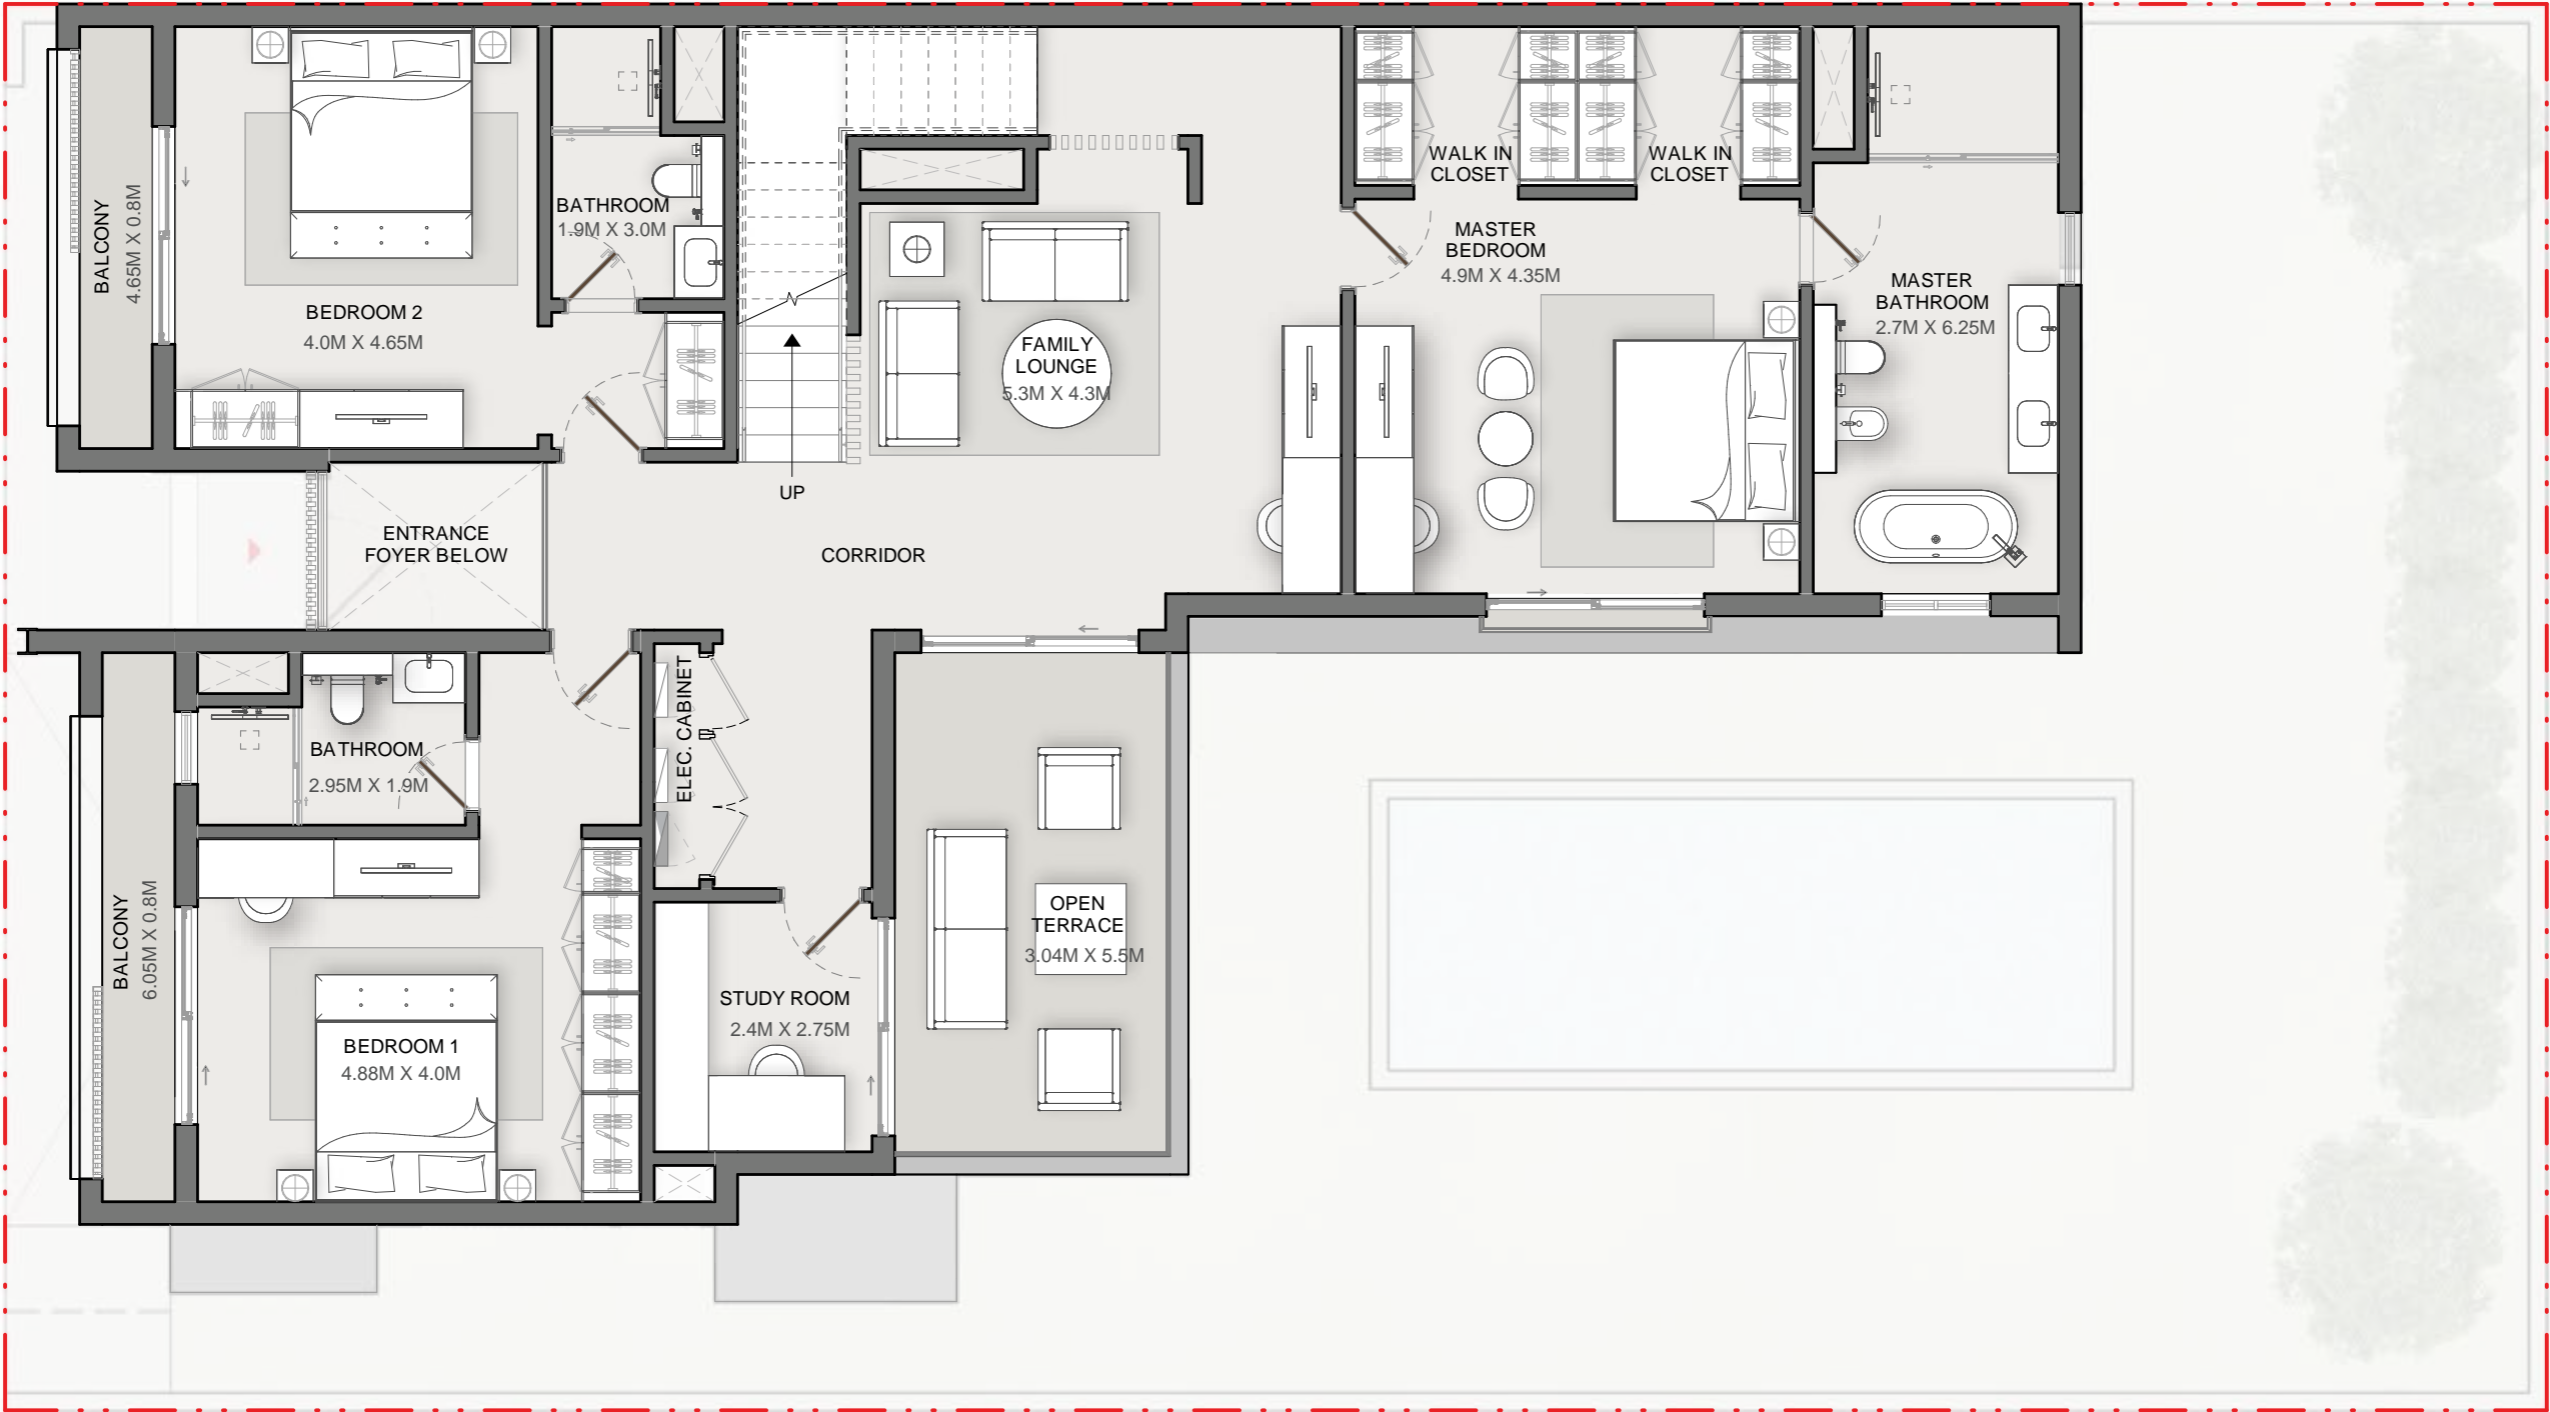 BALCONY
4.65M X 0.8M
BEDROOM 2
4.0M X 4.65M
BATHROOM
1.9M X 3.0M
UP
FAMILY
LOUNGE
5.3M X 4.3M
WALK IN
CLOSET
WALK IN
CLOSET
MASTER
BEDROOM
4.9M X 4.35M
MASTER
BATHROOM
2.7M X 6.25M
ENTRANCE
FOYER BELOW
CORRIDOR
BATHROOM
2.95M X 1.9M
ELEC. CABINET
BALCONY
6.05M X 0.8M
BEDROOM 1
4.88M X 4.0M
STUDY ROOM
2.4M X 2.75M
OPEN
TERRACE
3.04M X 5.5M